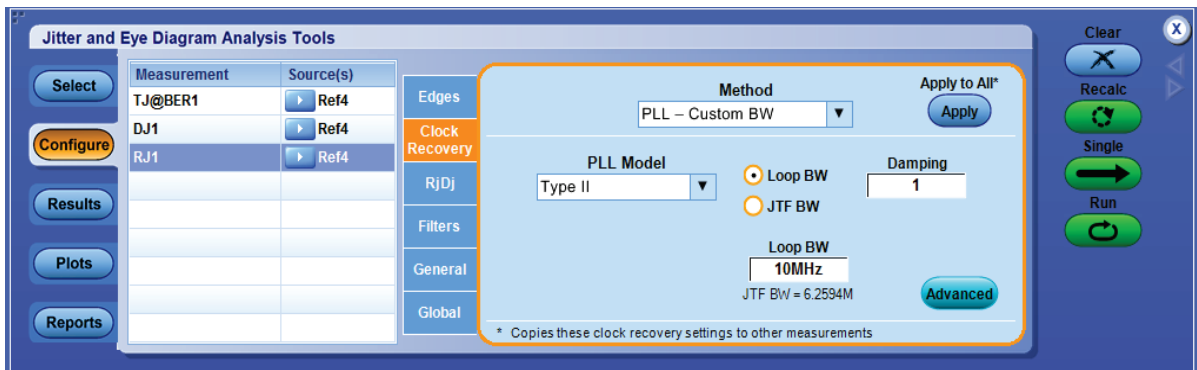 Jitter and Eye Diagram Analysis Tools
Select
Configure
Results
Plots
Reports
Measurement Source(s)
TJ@BER1 Ref4
DJ1 Ref4
RJ1 Ref4
Edges
Clock
Recovery
RjDj
Filters
General
Global
Method
PLL – Custom BW
Apply to All*
Apply
PLL Model
Type II
Loop BW
JTF BW
Damping
1
Loop BW
10MHz
JTF BW = 6.2594M
Advanced
* Copies these clock recovery settings to other measurements
Clear
X
Recalc
Single
Run